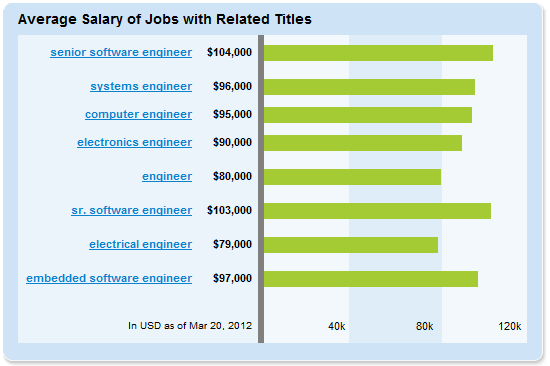 Average Salary of Jobs with Related Titles
senior software engineer $104,000
systems engineer $96,000
computer engineer $95,000
electronics engineer $90,000
engineer $80,000
sr. software engineer $103,000
electrical engineer $79,000
embedded software engineer $97,000
In USD as of Mar 20, 2012 40k 80k 120k